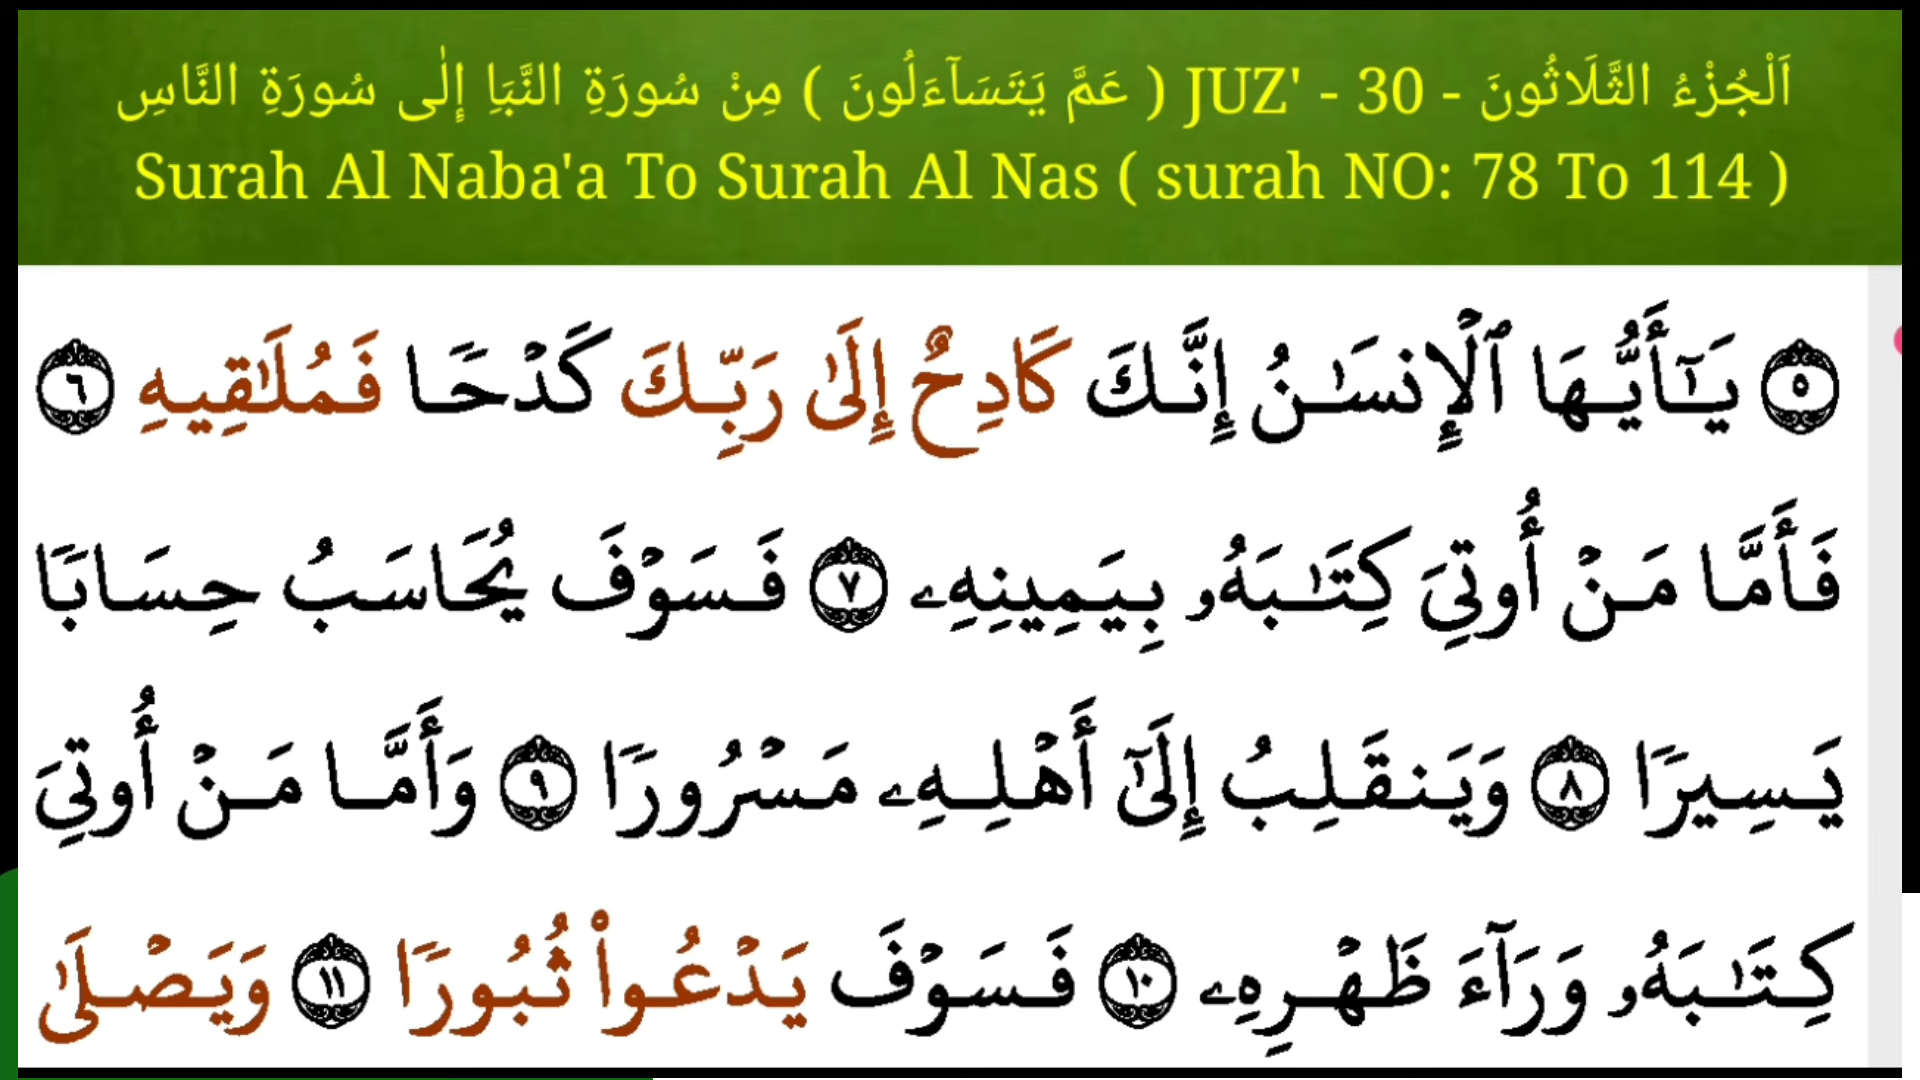 اَلْجُزْءُ الثَّلَاثُونَ - JUZ' - 30 ( عَمَّ يَتَسَآءَلُونَ ) مِنْ سُورَةِ النَّبَاِ إِلٰى سُورَةِ النَّاسِ
Surah Al Naba'a To Surah Al Nas ( surah NO: 78 To 114 )
٥ يَـٰٓأَيُّهَا ٱلْإِنسَـٰنُ إِنَّكَ كَادِحٌ إِلَىٰ رَبِّكَ كَدْحًا فَمُلَـٰقِيهِ ٦
فَأَمَّا مَنْ أُوتِىَ كِتَـٰبَهُۥ بِيَمِينِهِۦ ٧ فَسَوْفَ يُحَاسَبُ حِسَابًا
يَسِيرًا ٨ وَيَنقَلِبُ إِلَىٰٓ أَهْلِهِۦ مَسْرُورًا ٩ وَأَمَّا مَنْ أُوتِىَ
كِتَـٰبَهُۥ وَرَآءَ ظَهْرِهِۦ ١٠ فَسَوْفَ يَدْعُوا۟ ثُبُورًا ١١ وَيَصْلَىٰ